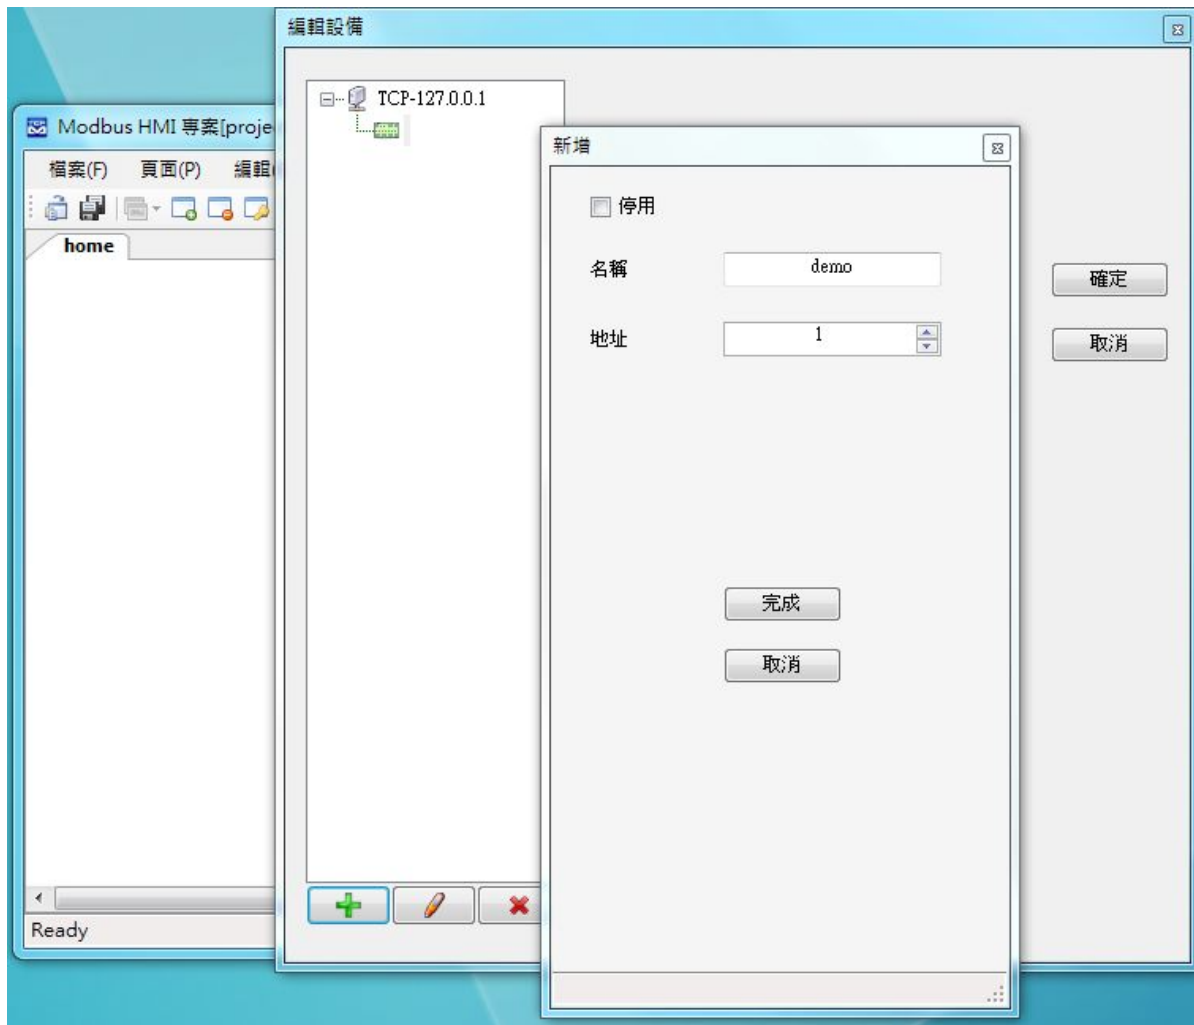 編輯設備
TCP-127.0.0.1
Modbus HMI 專案[proje
檔案(F) 頁面(P) 編輯(
home
Ready
新增
停用
名稱 demo
地址 1
完成
取消
確定
取消